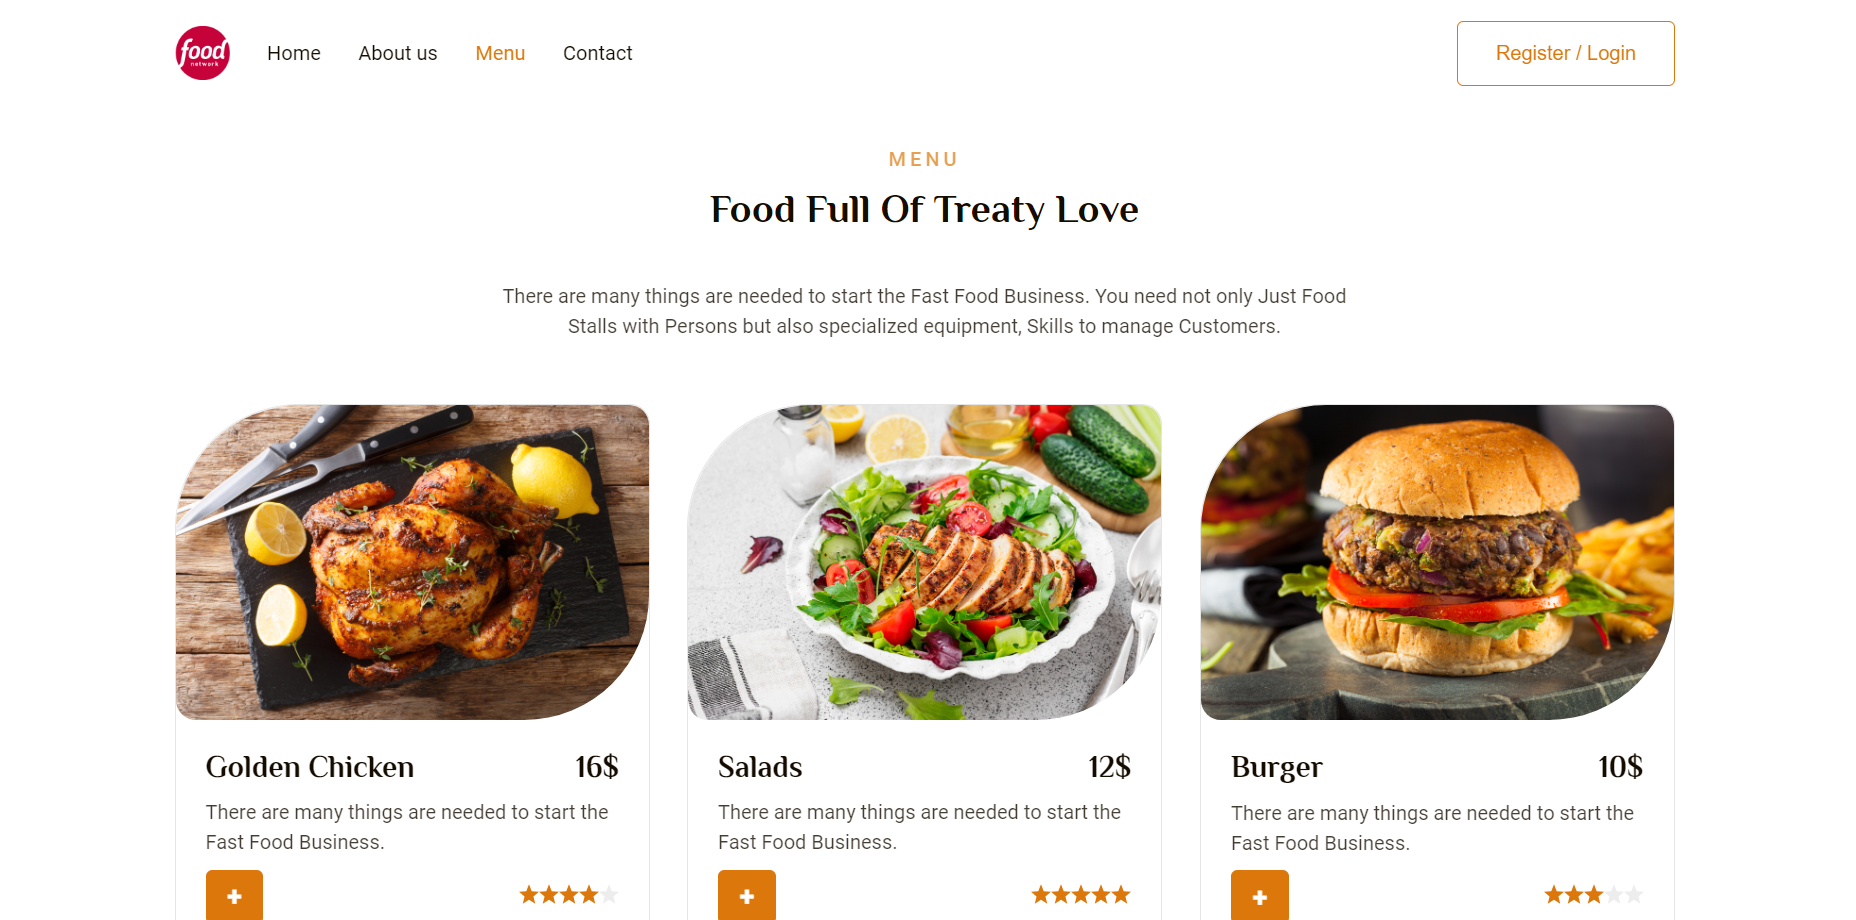 food
network
Home About us Menu Contact
Register / Login
MENU
Food Full Of Treaty Love
There are many things are needed to start the Fast Food Business. You need not only Just Food
Stalls with Persons but also specialized equipment, Skills to manage Customers.
Golden Chicken 16$
There are many things are needed to start the
Fast Food Business.
+
Salads 12$
There are many things are needed to start the
Fast Food Business.
+
Burger 10$
There are many things are needed to start the
Fast Food Business.
+